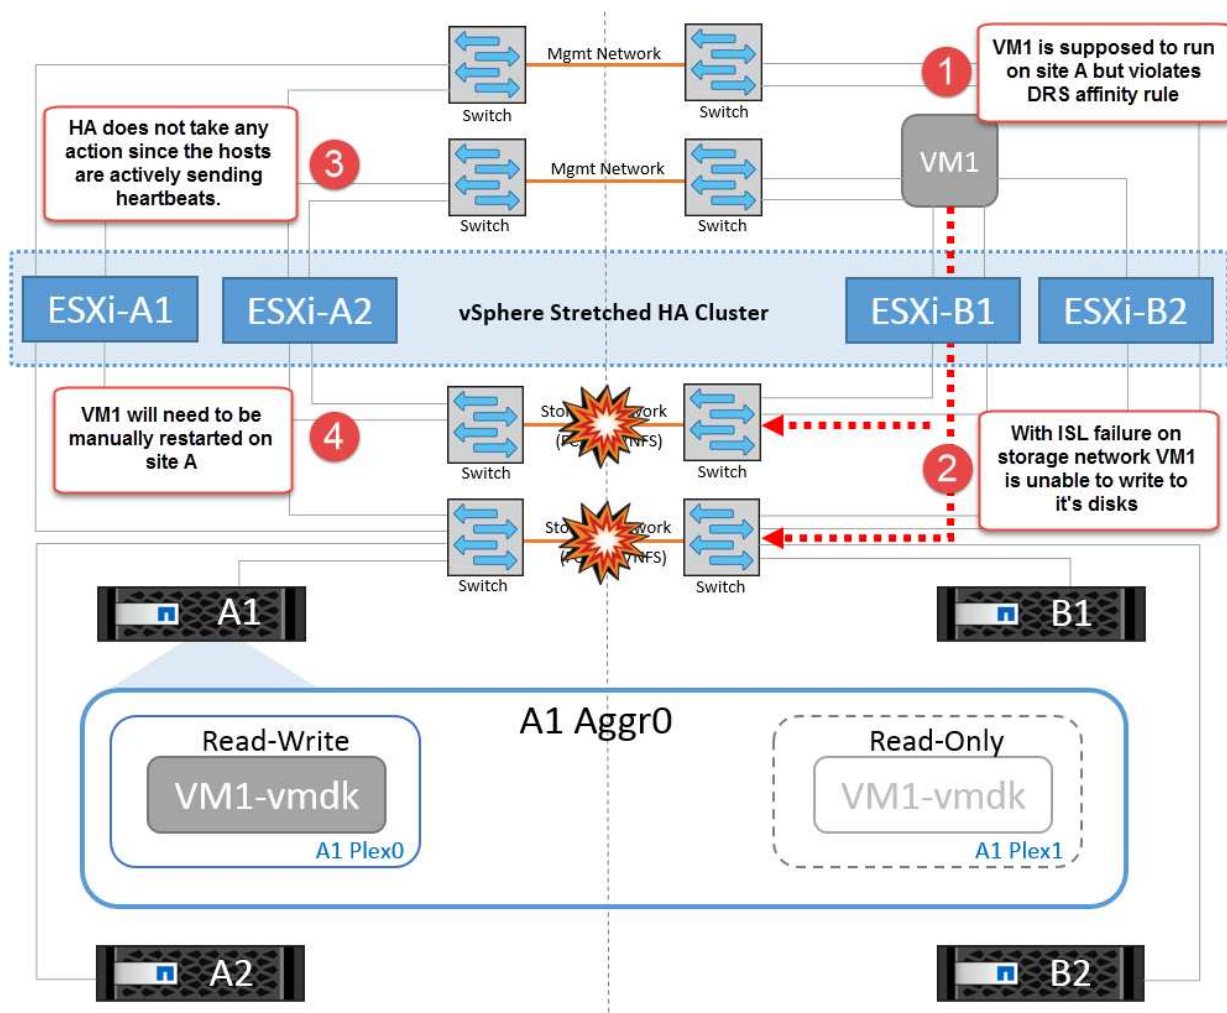 Mgmt Network
Switch
Switch
1
VM1 is supposed to run
on site A but violates
DRS affinity rule
HA does not take any
action since the hosts
are actively sending
heartbeats.
3
Mgmt Network
Switch
Switch
VM1
ESXi-A1
ESXi-A2
vSphere Stretched HA Cluster
ESXi-B1
ESXi-B2
VM1 will need to be
manually restarted on
site A
4
Switch
Switch
2
With ISL failure on
storage network VM1
is unable to write to
it's disks
Switch
Switch
A1
B1
A1 Aggr0
Read-Write
VM1-vmdk
A1 Plex0
Read-Only
VM1-vmdk
A1 Plex1
A2
B2